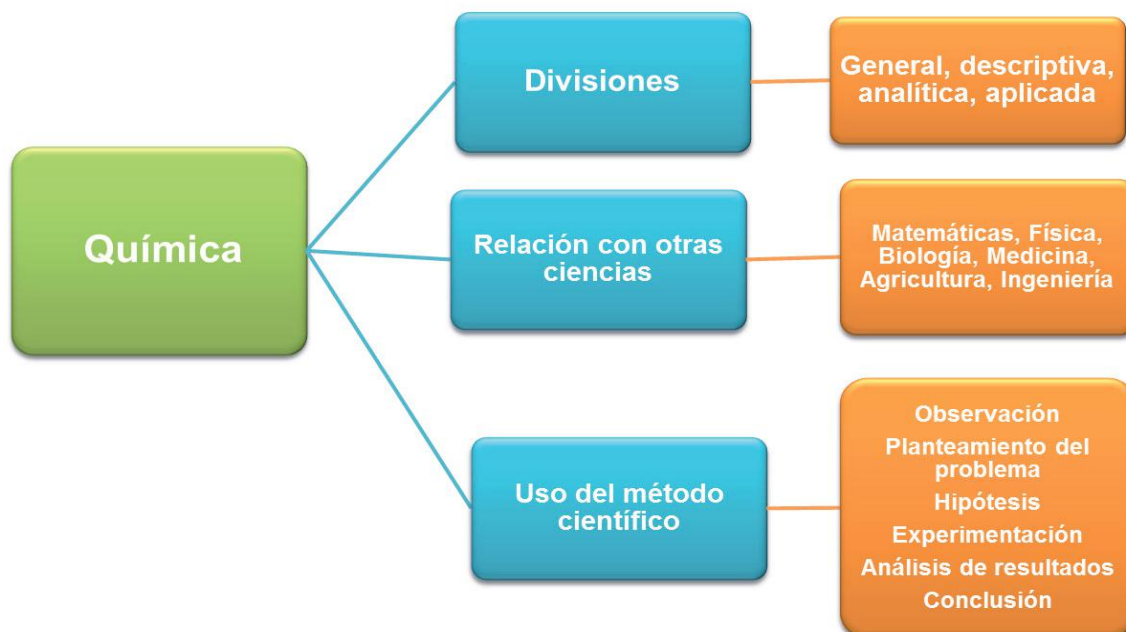 Química
Divisiones
General, descriptiva,
analítica, aplicada
Relación con otras
ciencias
Matemáticas, Física,
Biología, Medicina,
Agricultura, Ingeniería
Uso del método
científico
Observación
Planteamiento del
problema
Hipótesis
Experimentación
Análisis de resultados
Conclusión